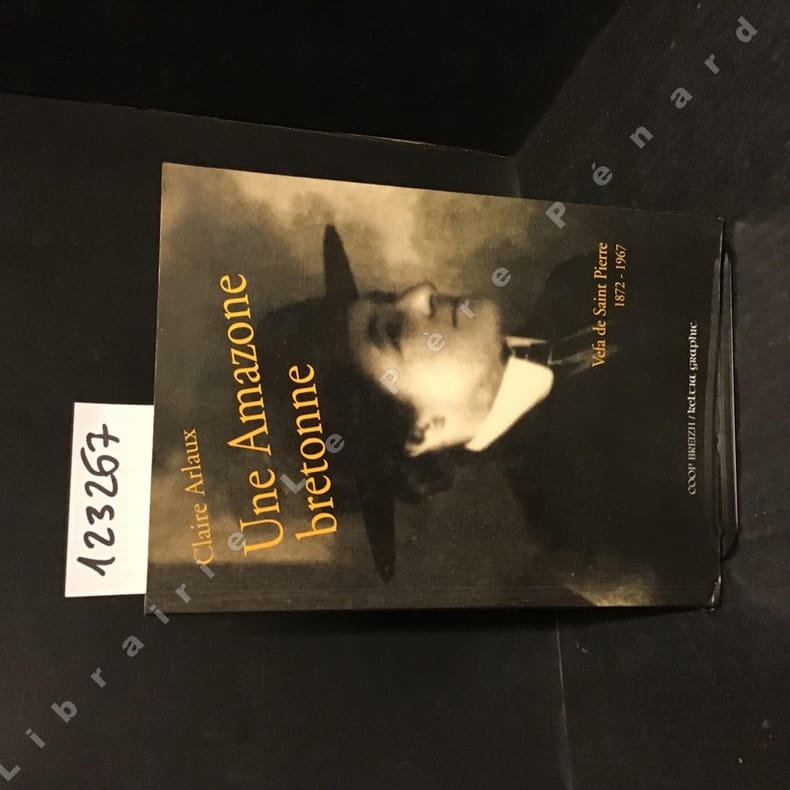 Claire Arlaux
Une Amazone
bretonne
Vefa de Saint Pierre
1872 - 1967
COOP BREIZH / keltia graphic
123267
Librairie Le Père Pénard